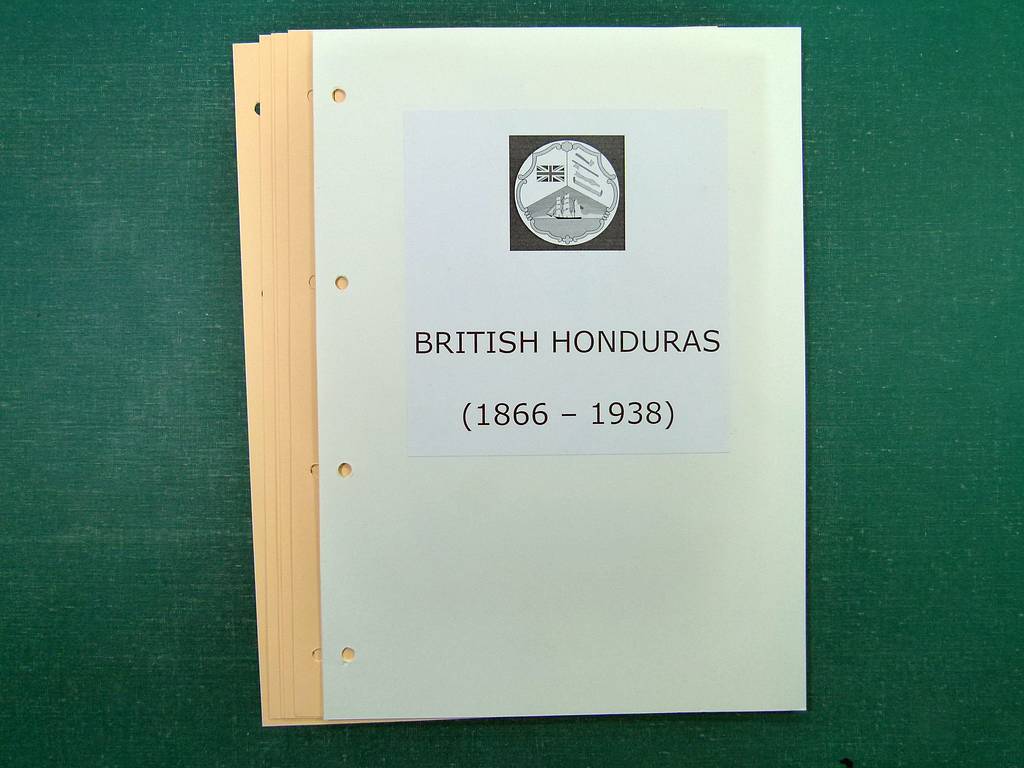 BRITISH HONDURAS
(1866 – 1938)